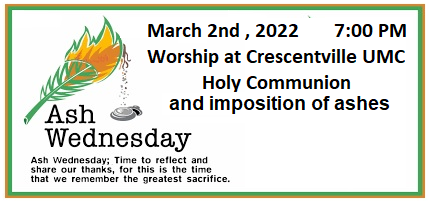 March 2nd , 2022 7:00 PM
Worship at Crescentville UMC
Holy Communion
and imposition of ashes
Ash
Wednesday
Ash Wednesday; Time to reflect and
share our thanks, for this is the time
that we remember the greatest sacrifice.